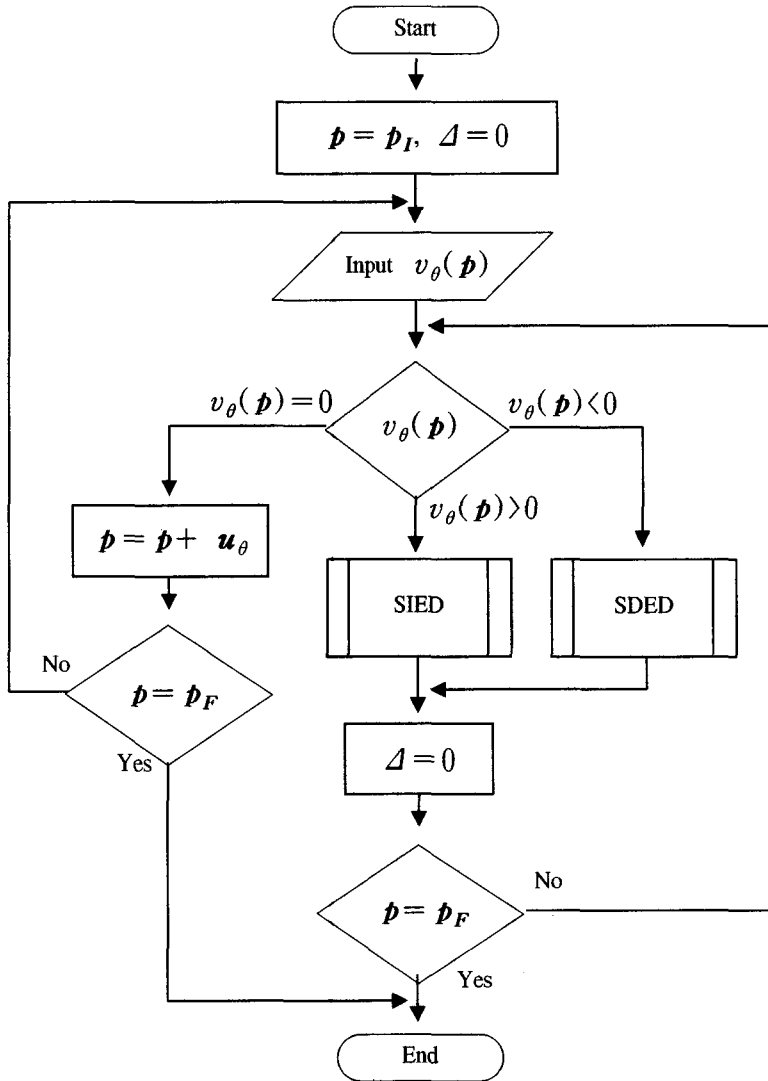 Start
p = p_I, Δ = 0
Input v_θ(p)
v_θ(p) = 0
v_θ(p)
v_θ(p) < 0
v_θ(p) > 0
p = p + u_θ
SIED
SDED
No
p = p_F
Yes
Δ = 0
p = p_F
No
Yes
End